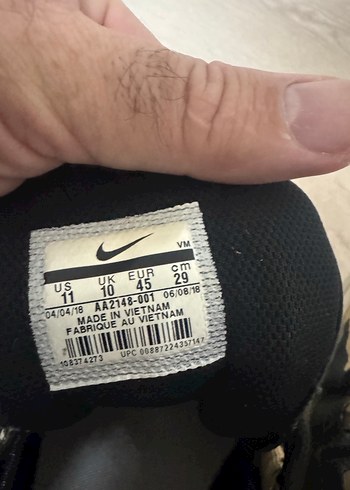 VM
US UK EUR cm
11 10 45 29
04/04/18 AA2148-001 06/08/18
MADE IN VIETNAM
FABRIQUE AU VIETNAM
108374273 UPC 00887224357147